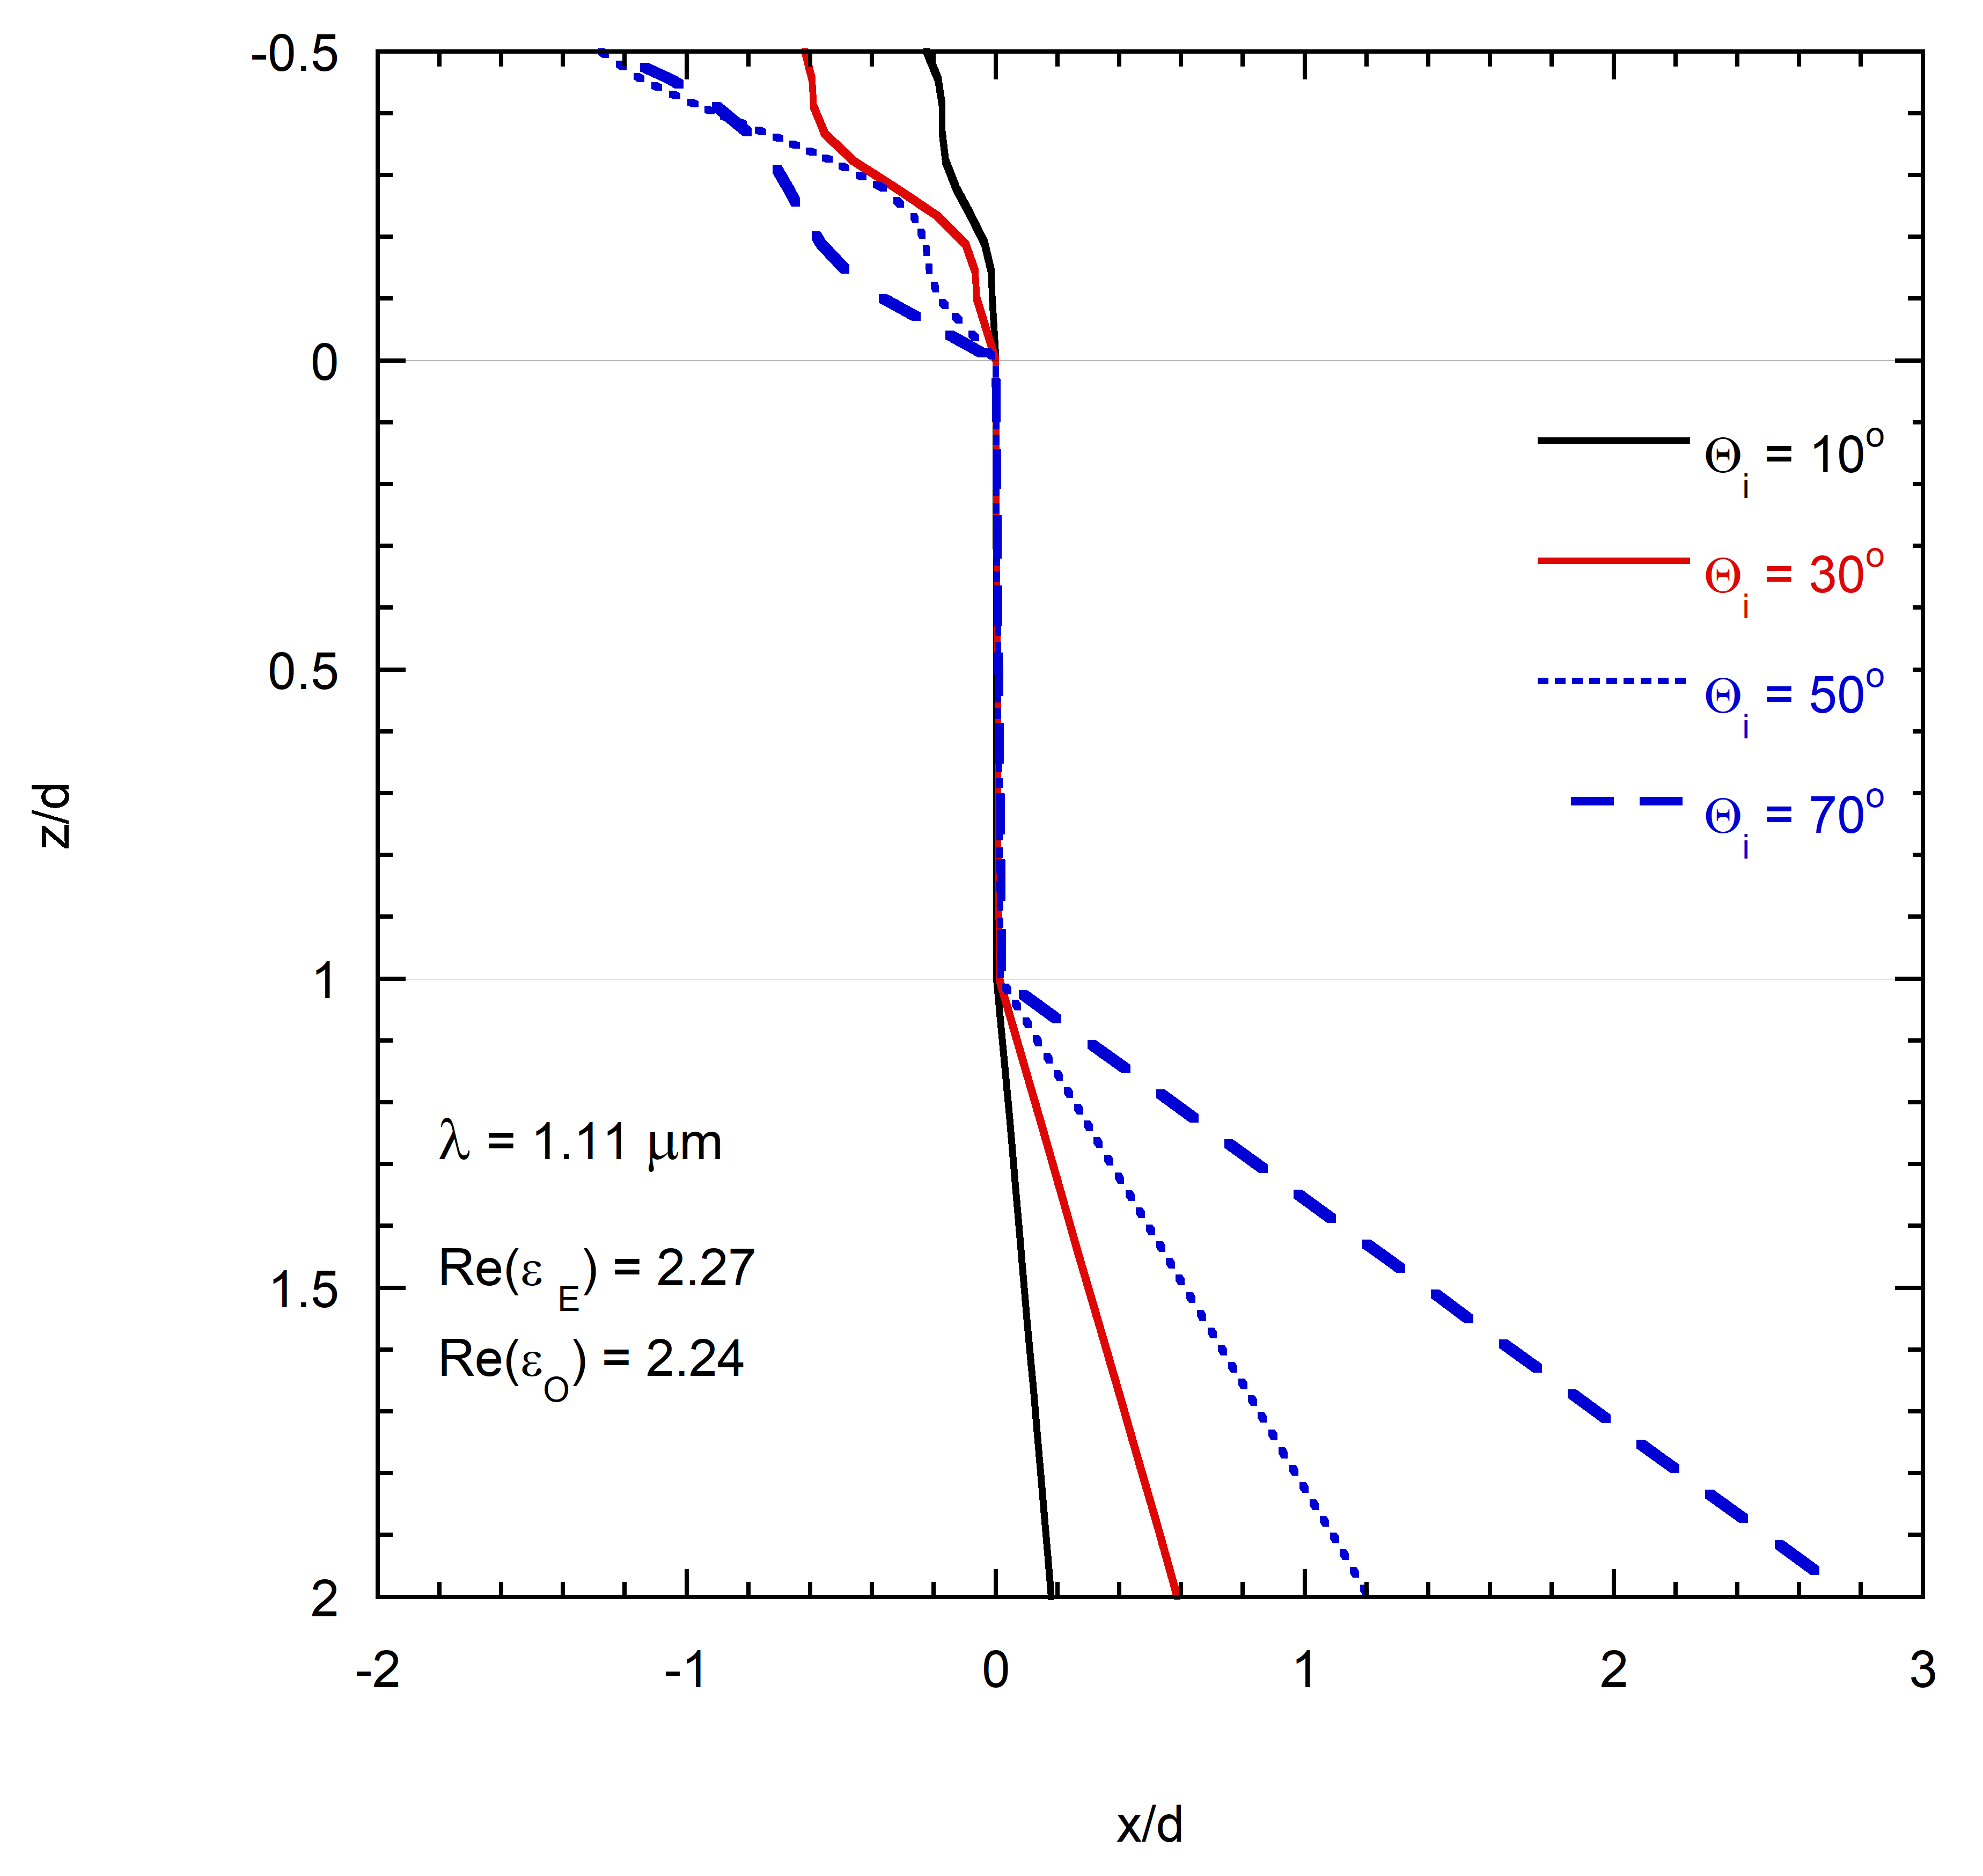 -0.5
0
Θi = 10o
Θi = 30o
0.5
Θi = 50o
z/d
Θi = 70o
1
λ = 1.11 μm
Re(εE) = 2.27
1.5
Re(εO) = 2.24
2
-2 -1 0 1 2 3
x/d